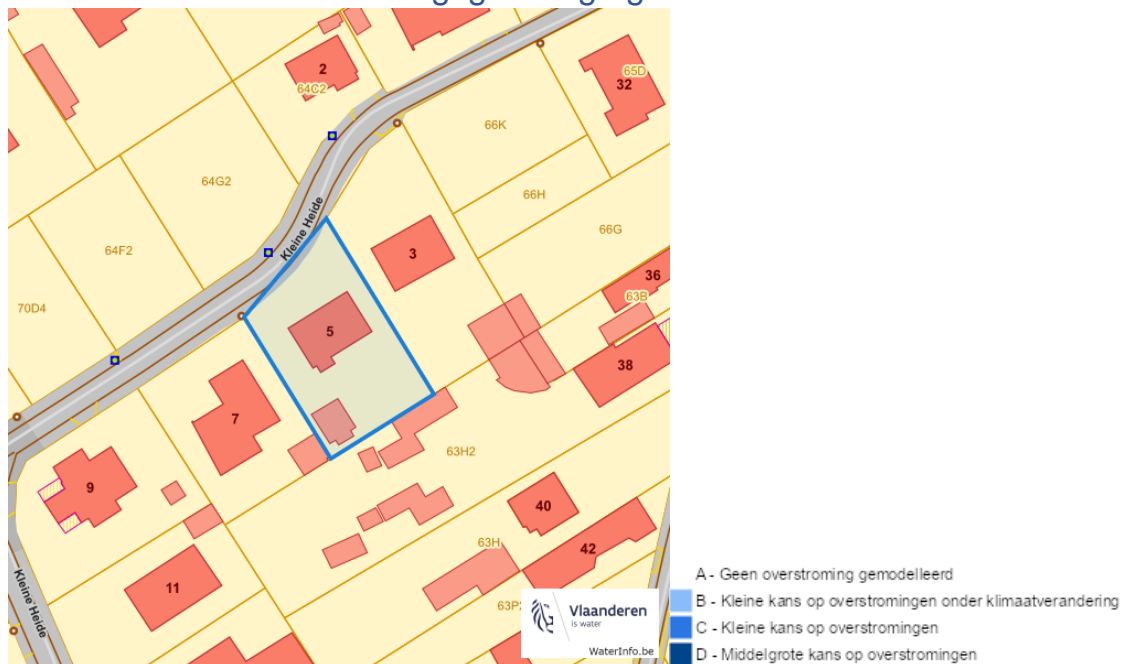 2
64C2
65D
32
66K
64G2
66H
Kleine Heide
66G
64F2
3
36
63B
70D4
5
38
7
63H2
9
40
63H
42
11
Kleine Heide
63P2
Vlaanderen
is water
WaterInfo.be
A - Geen overstroming gemodelleerd
B - Kleine kans op overstromingen onder klimaatverandering
C - Kleine kans op overstromingen
D - Middelgrote kans op overstromingen